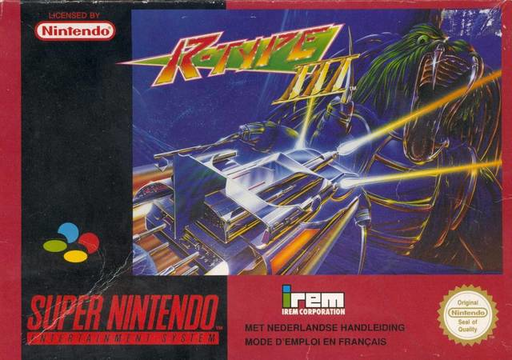 LICENSED BY
Nintendo
R-TYPE
III
TM
SUPER NINTENDO
ENTERTAINMENT SYSTEM
irem
IREM CORPORATION
MET NEDERLANDSE HANDLEIDING
MODE D'EMPLOI EN FRANÇAIS
Original
Nintendo
Seal of
Quality